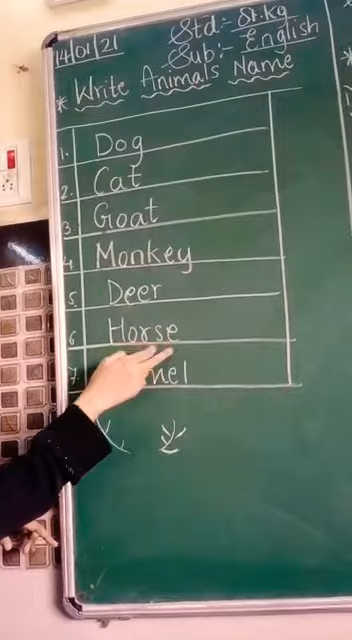 14/01/21
Std:- Sr.Kg
Sub:- English
* Write Animals Name
1. Dog
2. Cat
3 Goat
4 Monkey
5. Deer
6 Horse
7.